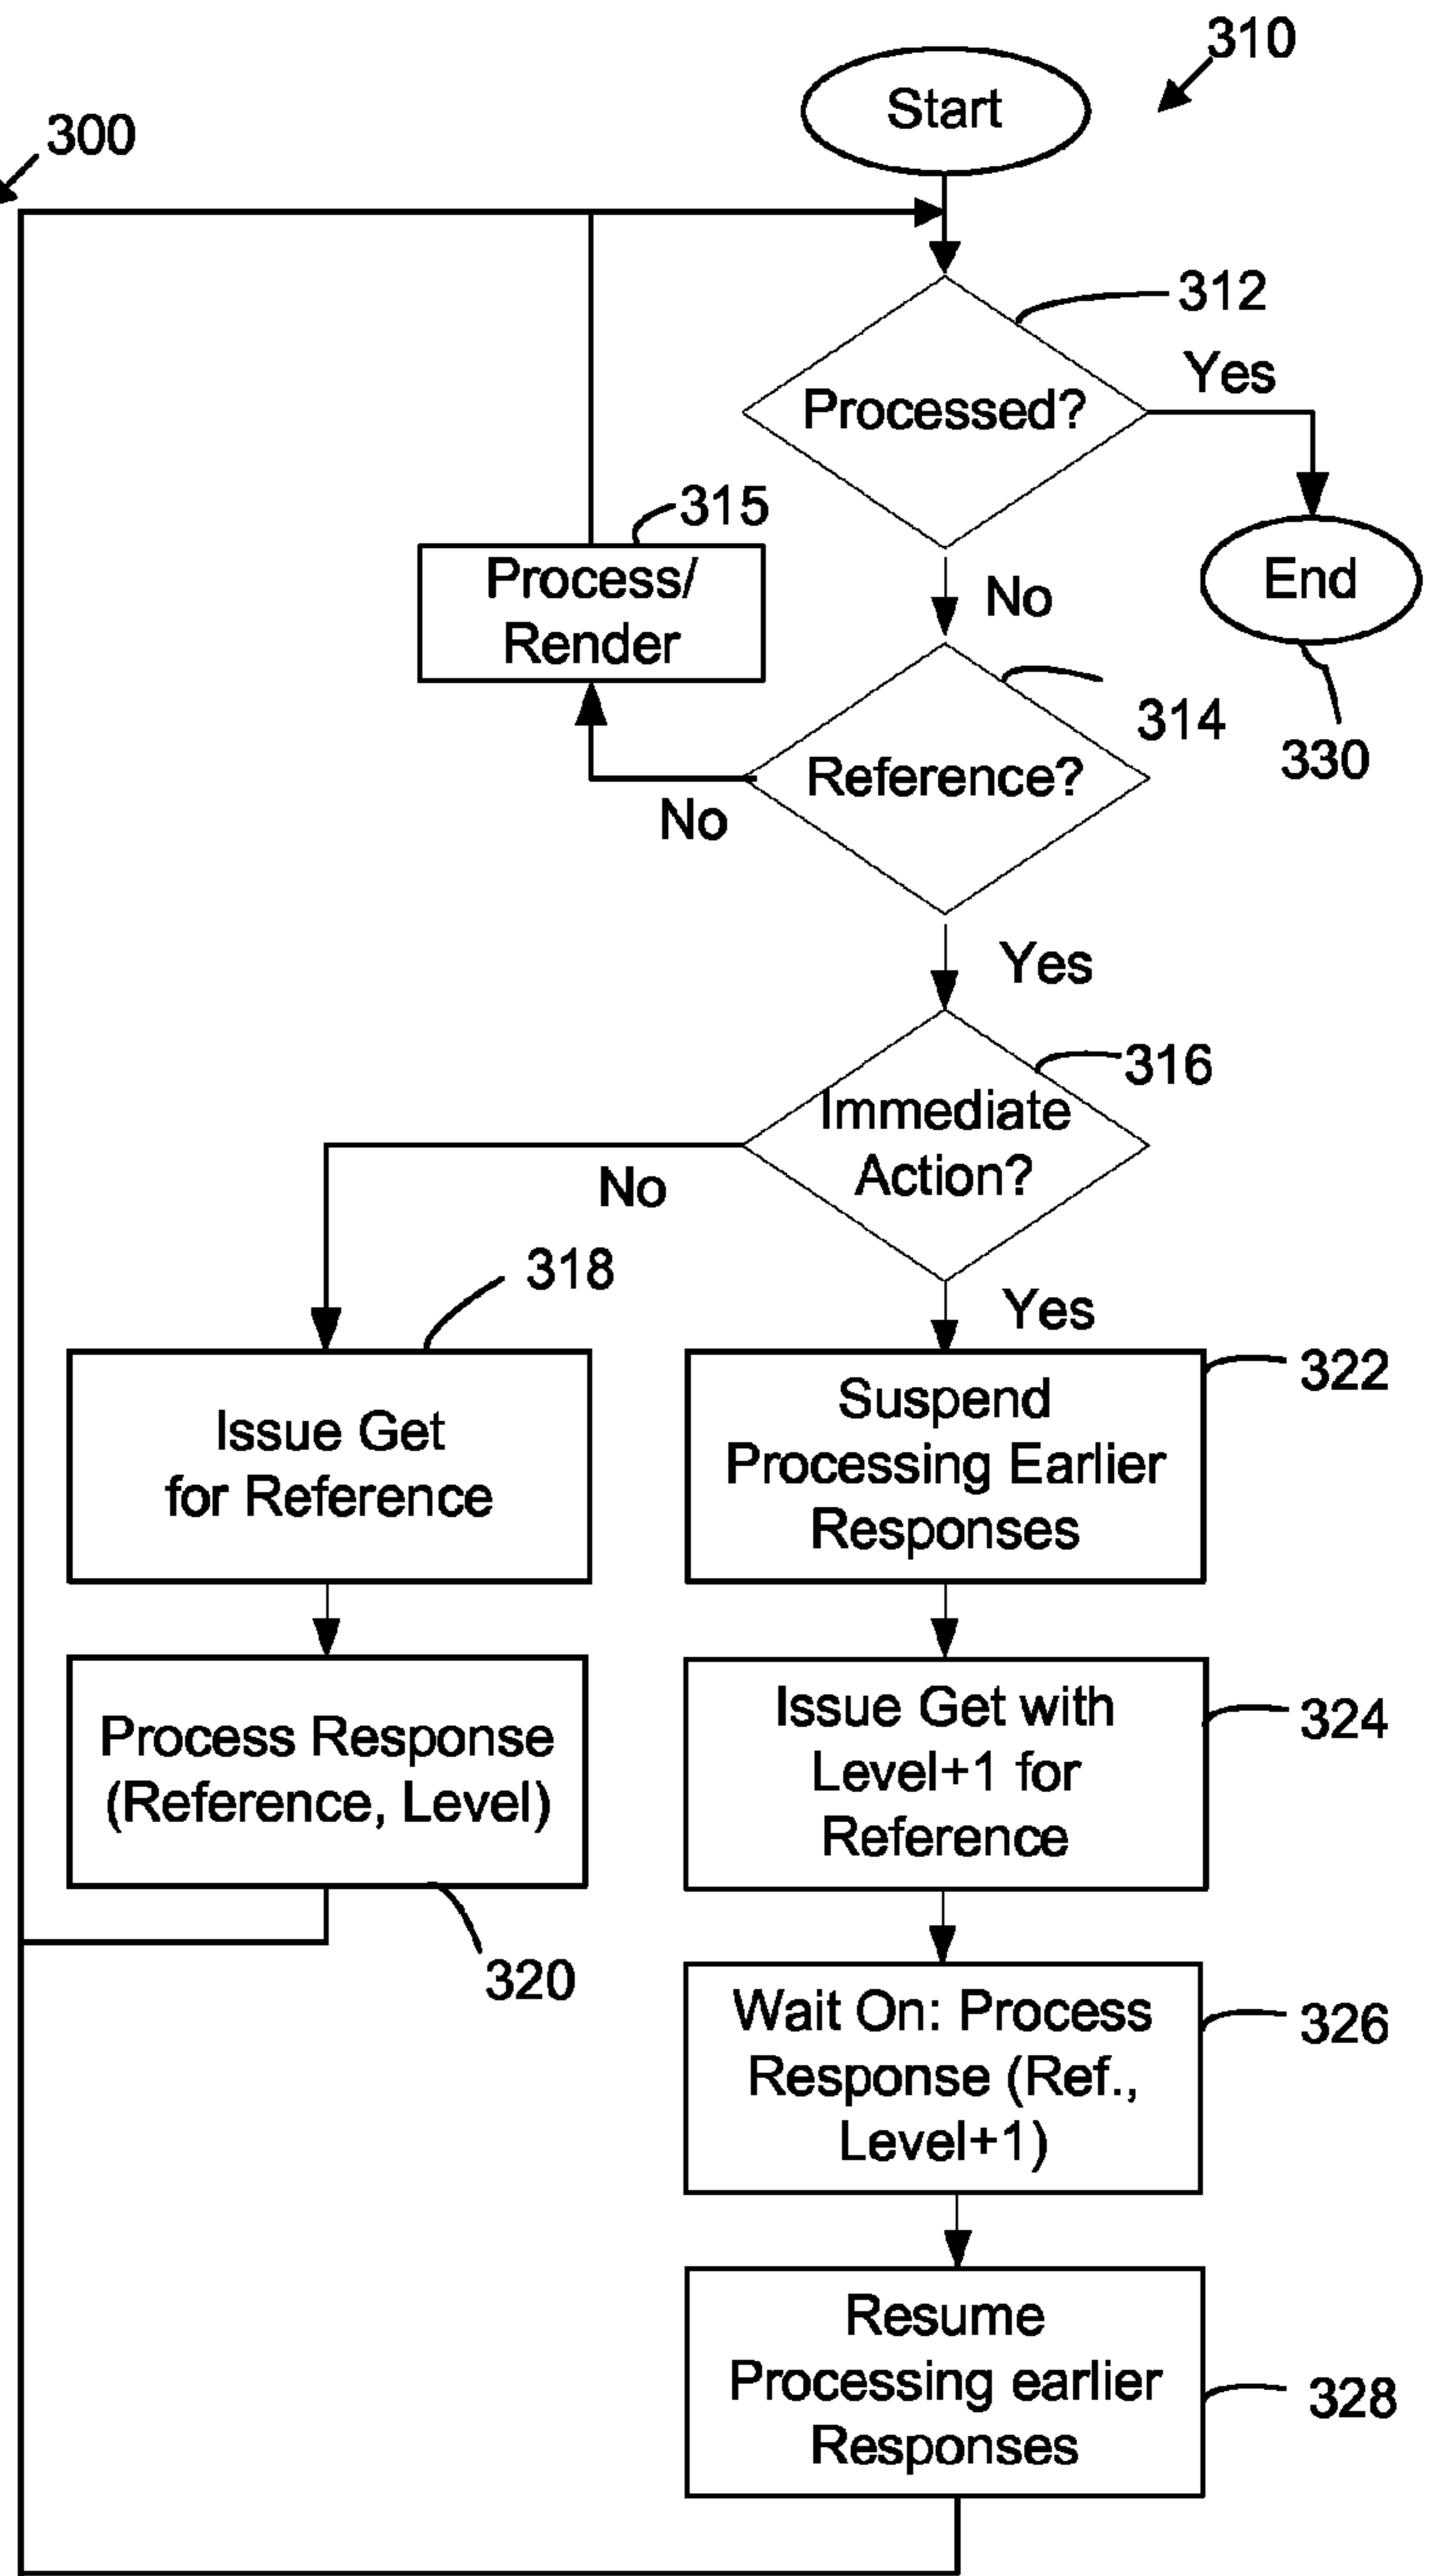 310
Start
300
312
Yes
Processed?
315
Process/
Render
No
End
314
330
Reference?
No
Yes
316
Immediate
Action?
No
318
Yes
322
Suspend
Processing Earlier
Responses
Issue Get
for Reference
324
Issue Get with
Level+1 for
Reference
Process Response
(Reference, Level)
320
326
Wait On: Process
Response (Ref.,
Level+1)
328
Resume
Processing earlier
Responses